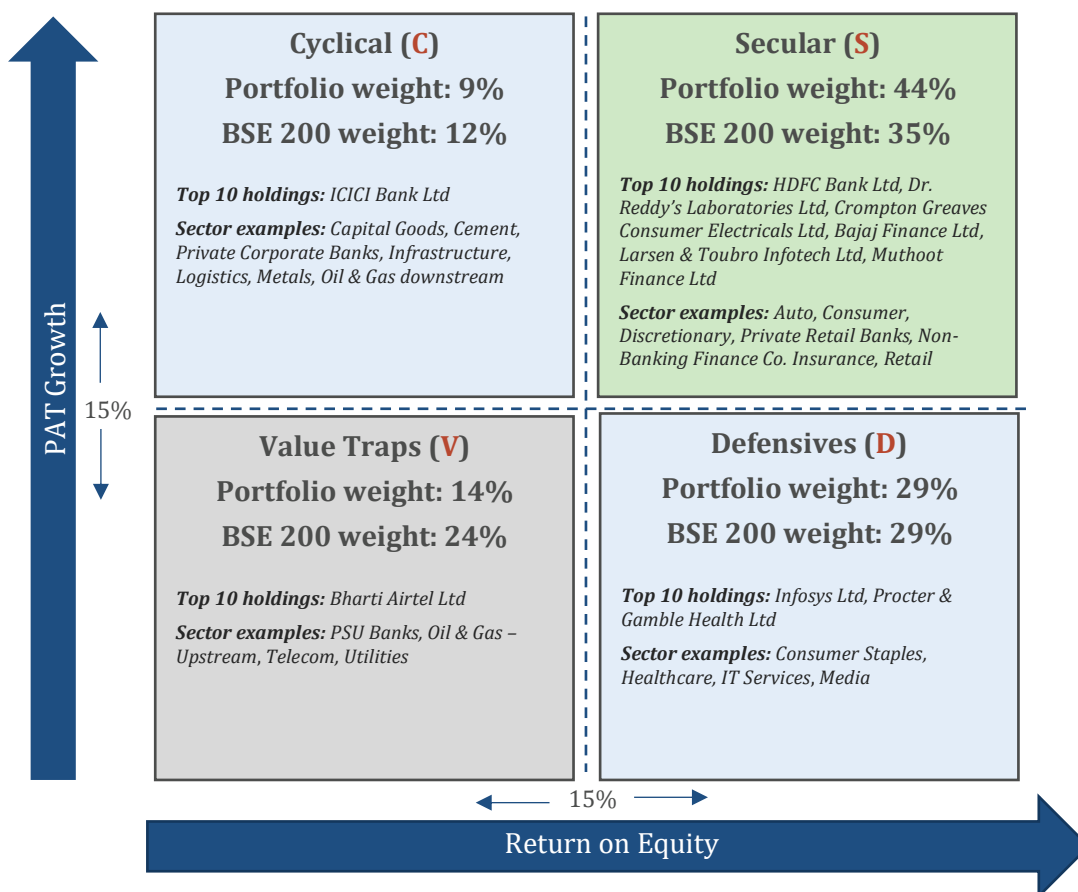 Cyclical (C)
Portfolio weight: 9%
BSE 200 weight: 12%
Top 10 holdings: ICICI Bank Ltd
Sector examples: Capital Goods, Cement,
Private Corporate Banks, Infrastructure,
Logistics, Metals, Oil & Gas downstream
Secular (S)
Portfolio weight: 44%
BSE 200 weight: 35%
Top 10 holdings: HDFC Bank Ltd, Dr.
Reddy’s Laboratories Ltd, Crompton Greaves
Consumer Electricals Ltd, Bajaj Finance Ltd,
Larsen & Toubro Infotech Ltd, Muthoot
Finance Ltd
Sector examples: Auto, Consumer,
Discretionary, Private Retail Banks, Non-
Banking Finance Co. Insurance, Retail
PAT Growth
15%
Value Traps (V)
Portfolio weight: 14%
BSE 200 weight: 24%
Top 10 holdings: Bharti Airtel Ltd
Sector examples: PSU Banks, Oil & Gas –
Upstream, Telecom, Utilities
Defensives (D)
Portfolio weight: 29%
BSE 200 weight: 29%
Top 10 holdings: Infosys Ltd, Procter &
Gamble Health Ltd
Sector examples: Consumer Staples,
Healthcare, IT Services, Media
15%
Return on Equity